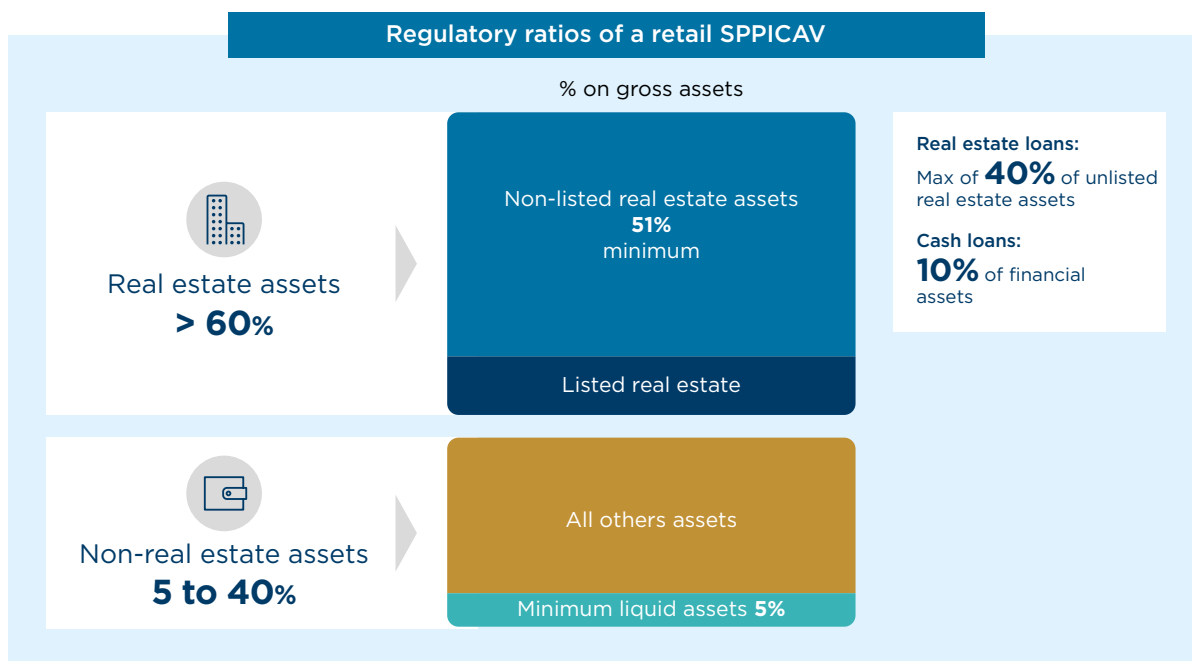 Regulatory ratios of a retail SPPICAV
% on gross assets
Real estate assets
> 60%
Non-listed real estate assets
51%
minimum
Listed real estate
Real estate loans:
Max of 40% of unlisted
real estate assets
Cash loans:
10% of financial
assets
Non-real estate assets
5 to 40%
All others assets
Minimum liquid assets 5%